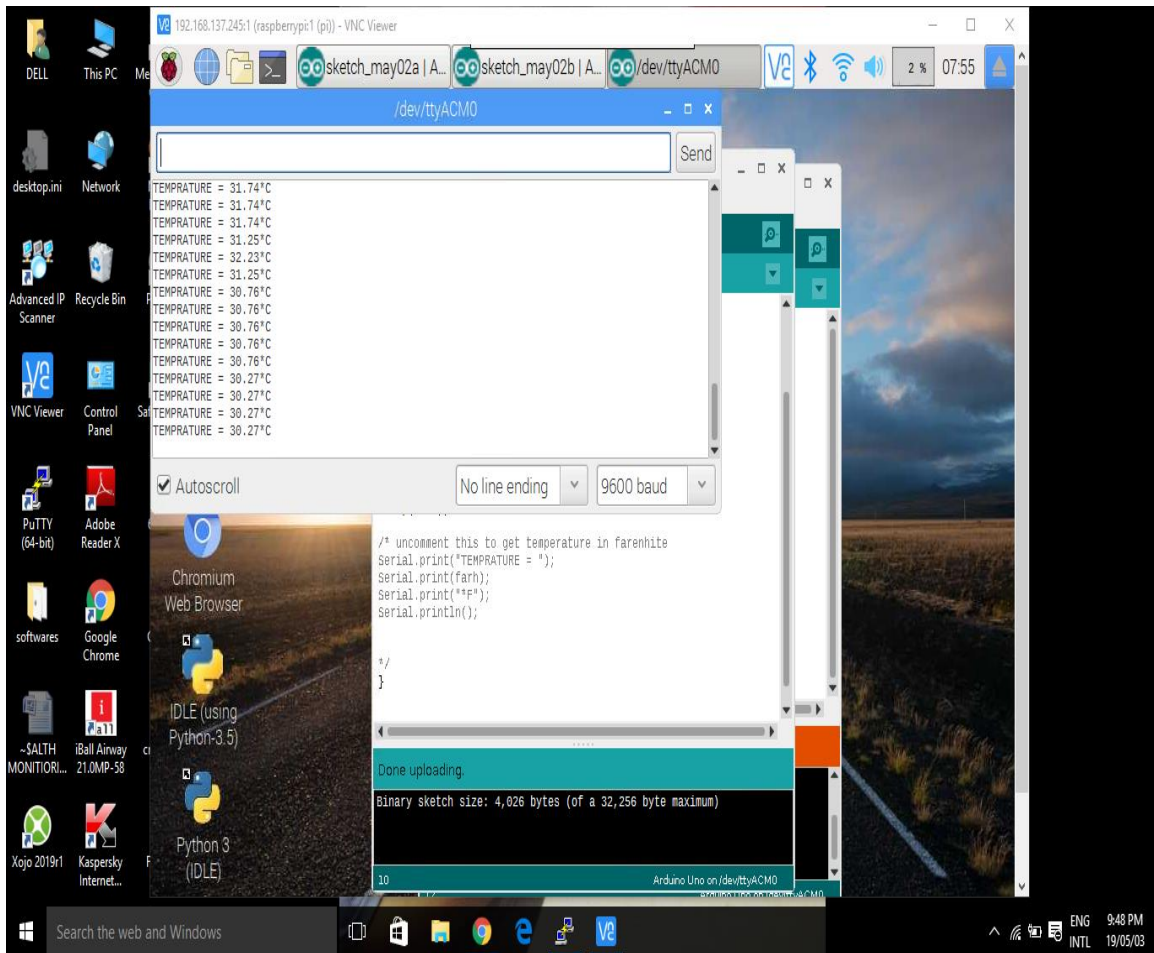 192.168.137.245:1 (raspberrypi:1 (pi)) - VNC Viewer
sketch_may02a | A...
sketch_may02b | A...
/dev/ttyACM0
2 %
07:55
/dev/ttyACM0
Send
TEMPRATURE = 31.74*C
TEMPRATURE = 31.74*C
TEMPRATURE = 31.74*C
TEMPRATURE = 31.25*C
TEMPRATURE = 32.23*C
TEMPRATURE = 31.25*C
TEMPRATURE = 30.76*C
TEMPRATURE = 30.76*C
TEMPRATURE = 30.76*C
TEMPRATURE = 30.76*C
TEMPRATURE = 30.76*C
TEMPRATURE = 30.27*C
TEMPRATURE = 30.27*C
TEMPRATURE = 30.27*C
TEMPRATURE = 30.27*C
Autoscroll
No line ending
9600 baud
/* uncomment this to get temperature in farenhite
Serial.print("TEMPRATURE = ");
Serial.print(farh);
Serial.print("*F");
Serial.println();
*/
}
Done uploading.
Binary sketch size: 4,026 bytes (of a 32,256 byte maximum)
10
Arduino Uno on /dev/ttyACM0
Chromium
Web Browser
IDLE (using
Python-3.5)
Python 3
(IDLE)
DELL
This PC
Me
desktop.ini
Network
Advanced IP
Scanner
Recycle Bin
VNC Viewer
Control
Panel
PuTTY
(64-bit)
Adobe
Reader X
softwares
Google
Chrome
~$ALTH
MONITIORI...
iBall Airway
21.0MP-58
Xojo 2019r1
Kaspersky
Internet...
Search the web and Windows
ENG
INTL
9:48 PM
19/05/03